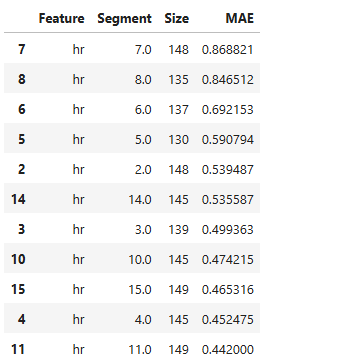 Feature Segment Size MAE
7 hr 7.0 148 0.868821
8 hr 8.0 135 0.846512
6 hr 6.0 137 0.692153
5 hr 5.0 130 0.590794
2 hr 2.0 148 0.539487
14 hr 14.0 145 0.535587
3 hr 3.0 139 0.499363
10 hr 10.0 145 0.474215
15 hr 15.0 149 0.465316
4 hr 4.0 145 0.452475
11 hr 11.0 149 0.442000